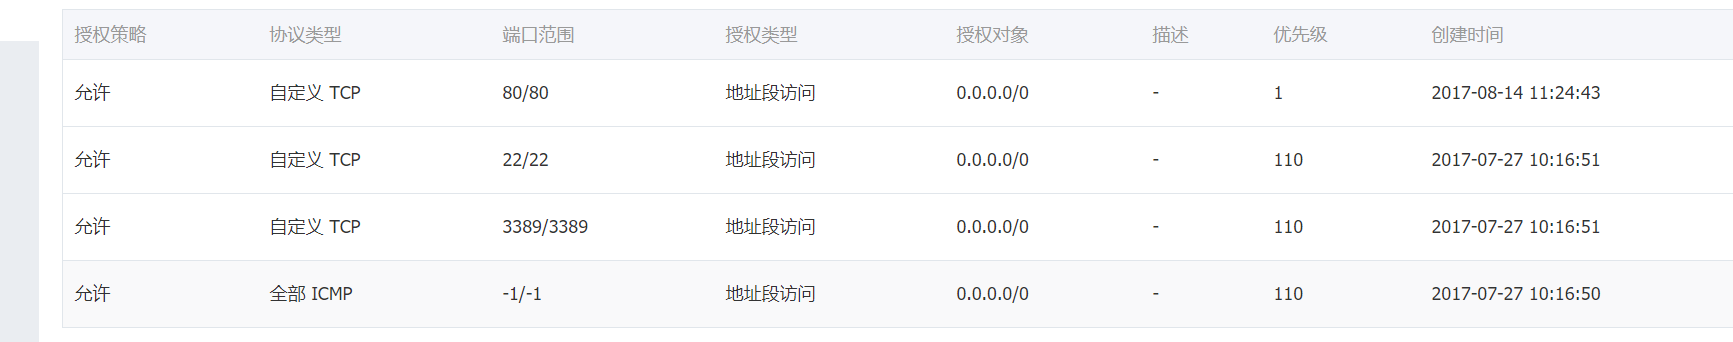 授权策略 协议类型 端口范围 授权类型 授权对象 描述 优先级 创建时间
允许 自定义 TCP 80/80 地址段访问 0.0.0.0/0 - 1 2017-08-14 11:24:43
允许 自定义 TCP 22/22 地址段访问 0.0.0.0/0 - 110 2017-07-27 10:16:51
允许 自定义 TCP 3389/3389 地址段访问 0.0.0.0/0 - 110 2017-07-27 10:16:51
允许 全部 ICMP -1/-1 地址段访问 0.0.0.0/0 - 110 2017-07-27 10:16:50